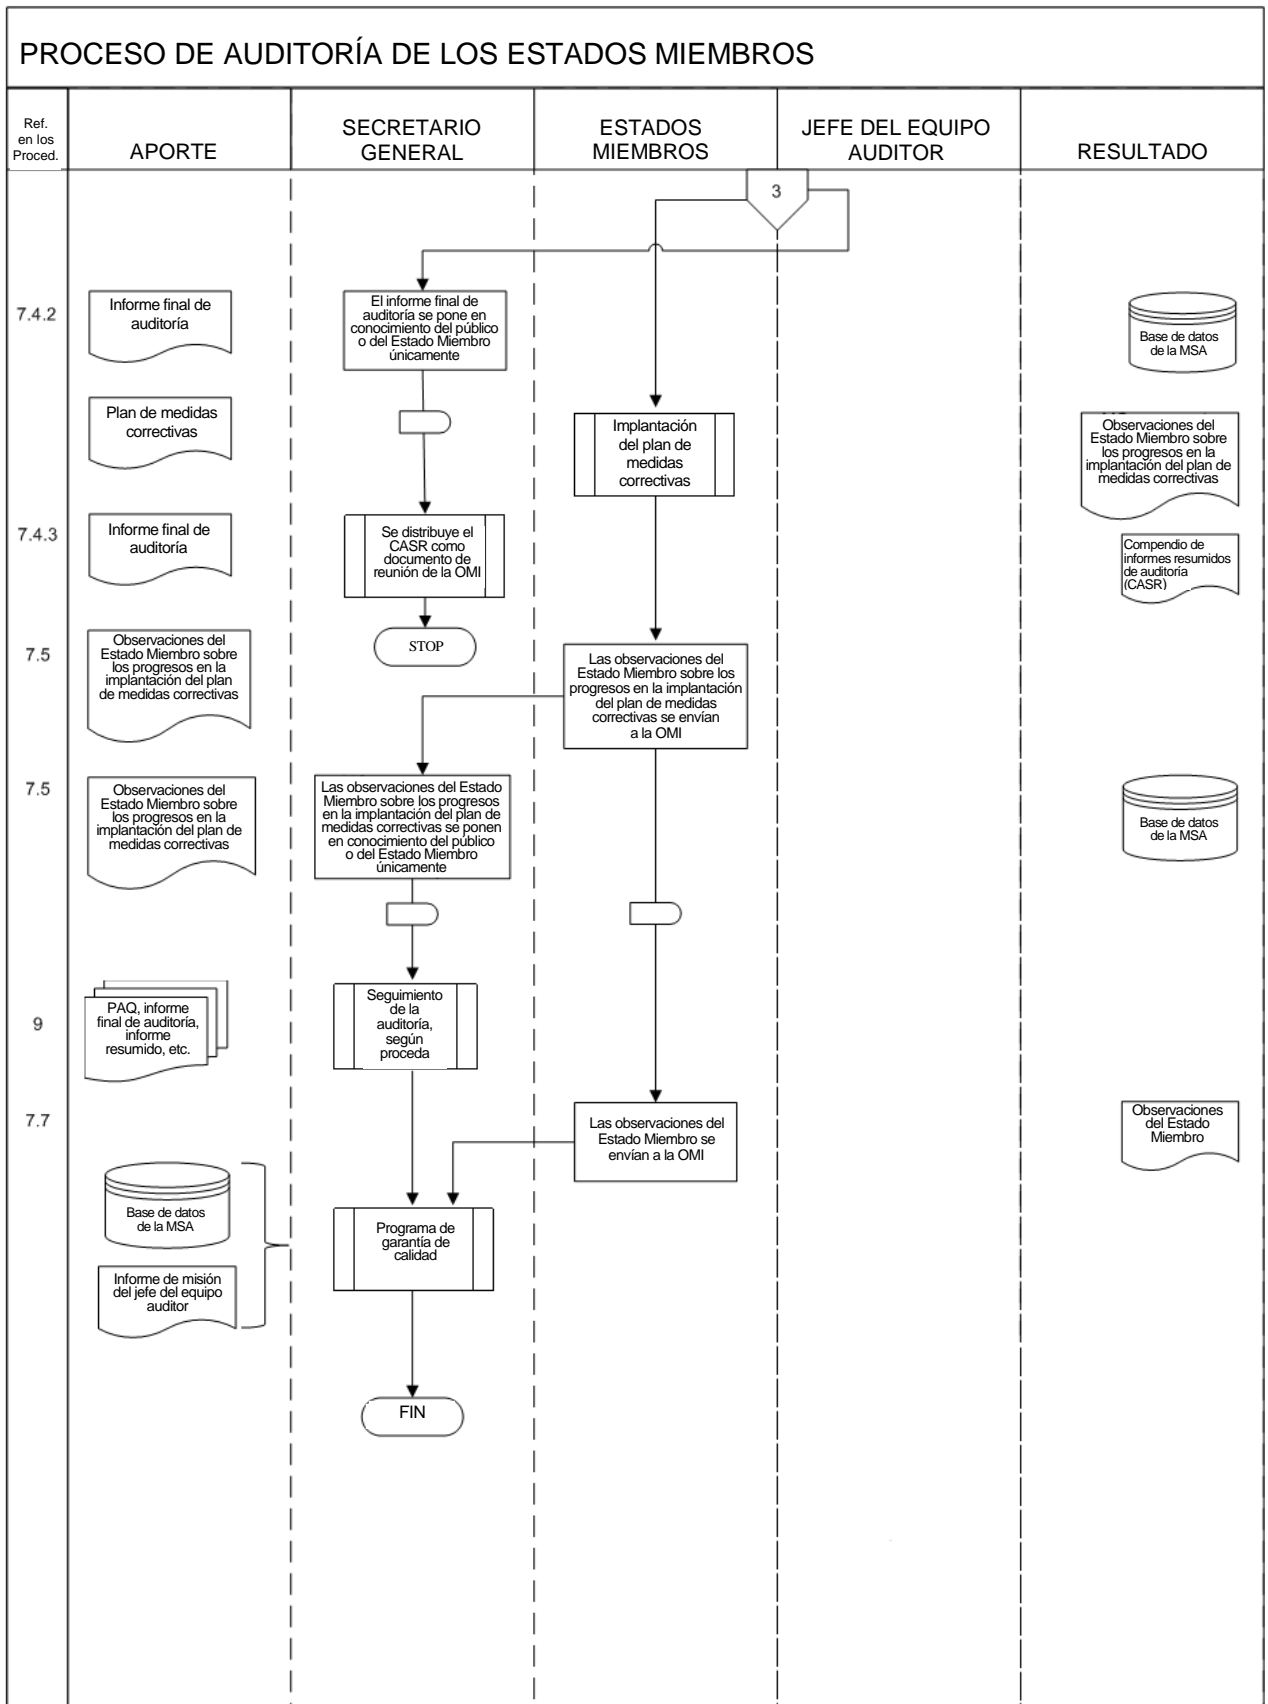 PROCESO DE AUDITORÍA DE LOS ESTADOS MIEMBROS
Ref.
en los
Proced.
APORTE
SECRETARIO
GENERAL
ESTADOS
MIEMBROS
JEFE DEL EQUIPO
AUDITOR
RESULTADO
3
7.4.2
Informe final de
auditoría
El informe final de
auditoría se pone en
conocimiento del público
o del Estado Miembro
únicamente
Base de datos
de la MSA
Plan de medidas
correctivas
Implantación
del plan de
medidas
correctivas
Observaciones del
Estado Miembro sobre
los progresos en la
implantación del plan de
medidas correctivas
7.4.3
Informe final de
auditoría
Se distribuye el
CASR como
documento de
reunión de la OMI
Compendio de
informes resumidos
de auditoría
(CASR)
STOP
7.5
Observaciones del
Estado Miembro sobre
los progresos en la
implantación del plan
de medidas correctivas
Las observaciones del
Estado Miembro sobre los
progresos en la implantación
del plan de medidas
correctivas se envían
a la OMI
7.5
Observaciones del
Estado Miembro sobre
los progresos en la
implantación del plan de
medidas correctivas
Las observaciones del Estado
Miembro sobre los progresos
en la implantación del plan de
medidas correctivas se ponen
en conocimiento del público
o del Estado Miembro
únicamente
Base de datos
de la MSA
9
PAQ, informe
final de auditoría,
informe
resumido, etc.
Seguimiento
de la
auditoría,
según
proceda
7.7
Las observaciones del
Estado Miembro se
envían a la OMI
Observaciones
del Estado
Miembro
Base de datos
de la MSA
Programa de
garantía de
calidad
Informe de misión
del jefe del equipo
auditor
FIN